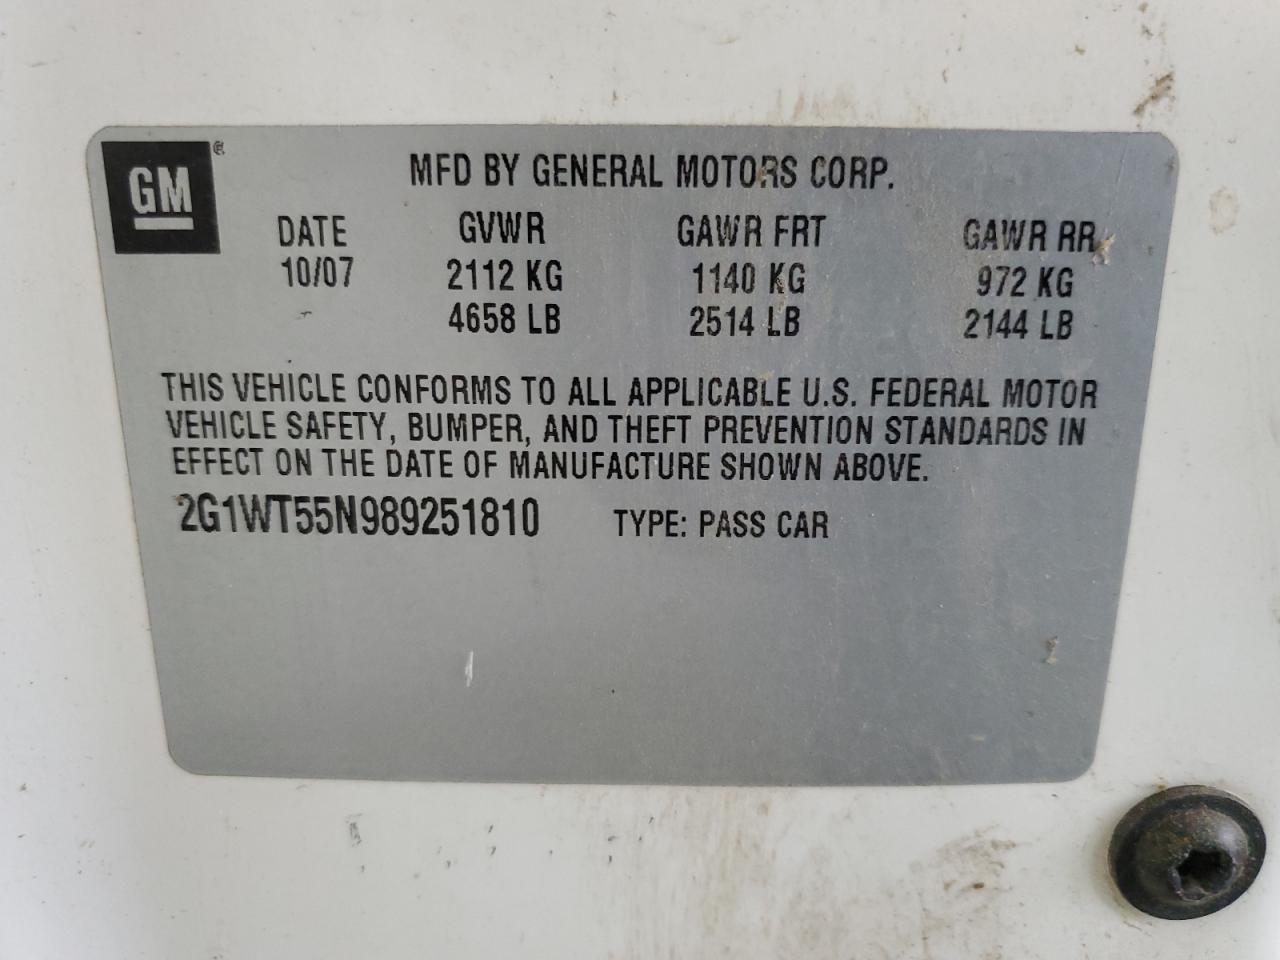 GM®
MFD BY GENERAL MOTORS CORP.
DATE GVWR GAWR FRT GAWR RR
10/07 2112 KG 1140 KG 972 KG
4658 LB 2514 LB 2144 LB
THIS VEHICLE CONFORMS TO ALL APPLICABLE U.S. FEDERAL MOTOR
VEHICLE SAFETY, BUMPER, AND THEFT PREVENTION STANDARDS IN
EFFECT ON THE DATE OF MANUFACTURE SHOWN ABOVE.
2G1WT55N989251810 TYPE: PASS CAR